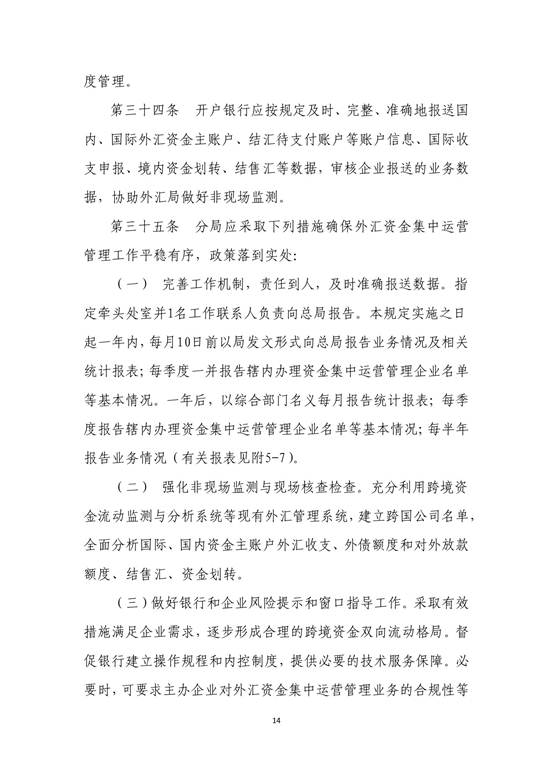 度管理。
第三十四条 开户银行应按规定及时、完整、准确地报送国
内、国际外汇资金主账户、结汇待支付账户等账户信息、国际收
支申报、境内资金划转、结售汇等数据，审核企业报送的业务数
据，协助外汇局做好非现场监测。
第三十五条 分局应采取下列措施确保外汇资金集中运营
管理工作平稳有序，政策落到实处：
（一） 完善工作机制，责任到人，及时准确报送数据。指
定牵头处室并1名工作联系人负责向总局报告。本规定实施之日
起一年内，每月10日前以局发文形式向总局报告业务情况及相关
统计报表；每季度一并报告辖内办理资金集中运营管理企业名单
等基本情况。一年后，以综合部门名义每月报告统计报表；每季
度报告辖内办理资金集中运营管理企业名单等基本情况；每半年
报告业务情况（有关报表见附5-7）。
（二） 强化非现场监测与现场核查检查。充分利用跨境资
金流动监测与分析系统等现有外汇管理系统，建立跨国公司名单，
全面分析国际、国内资金主账户外汇收支、外债额度和对外放款
额度、结售汇、资金划转。
（三）做好银行和企业风险提示和窗口指导工作。采取有效
措施满足企业需求，逐步形成合理的跨境资金双向流动格局。督
促银行建立操作规程和内控制度，提供必要的技术服务保障。必
要时，可要求主办企业对外汇资金集中运营管理业务的合规性等
14